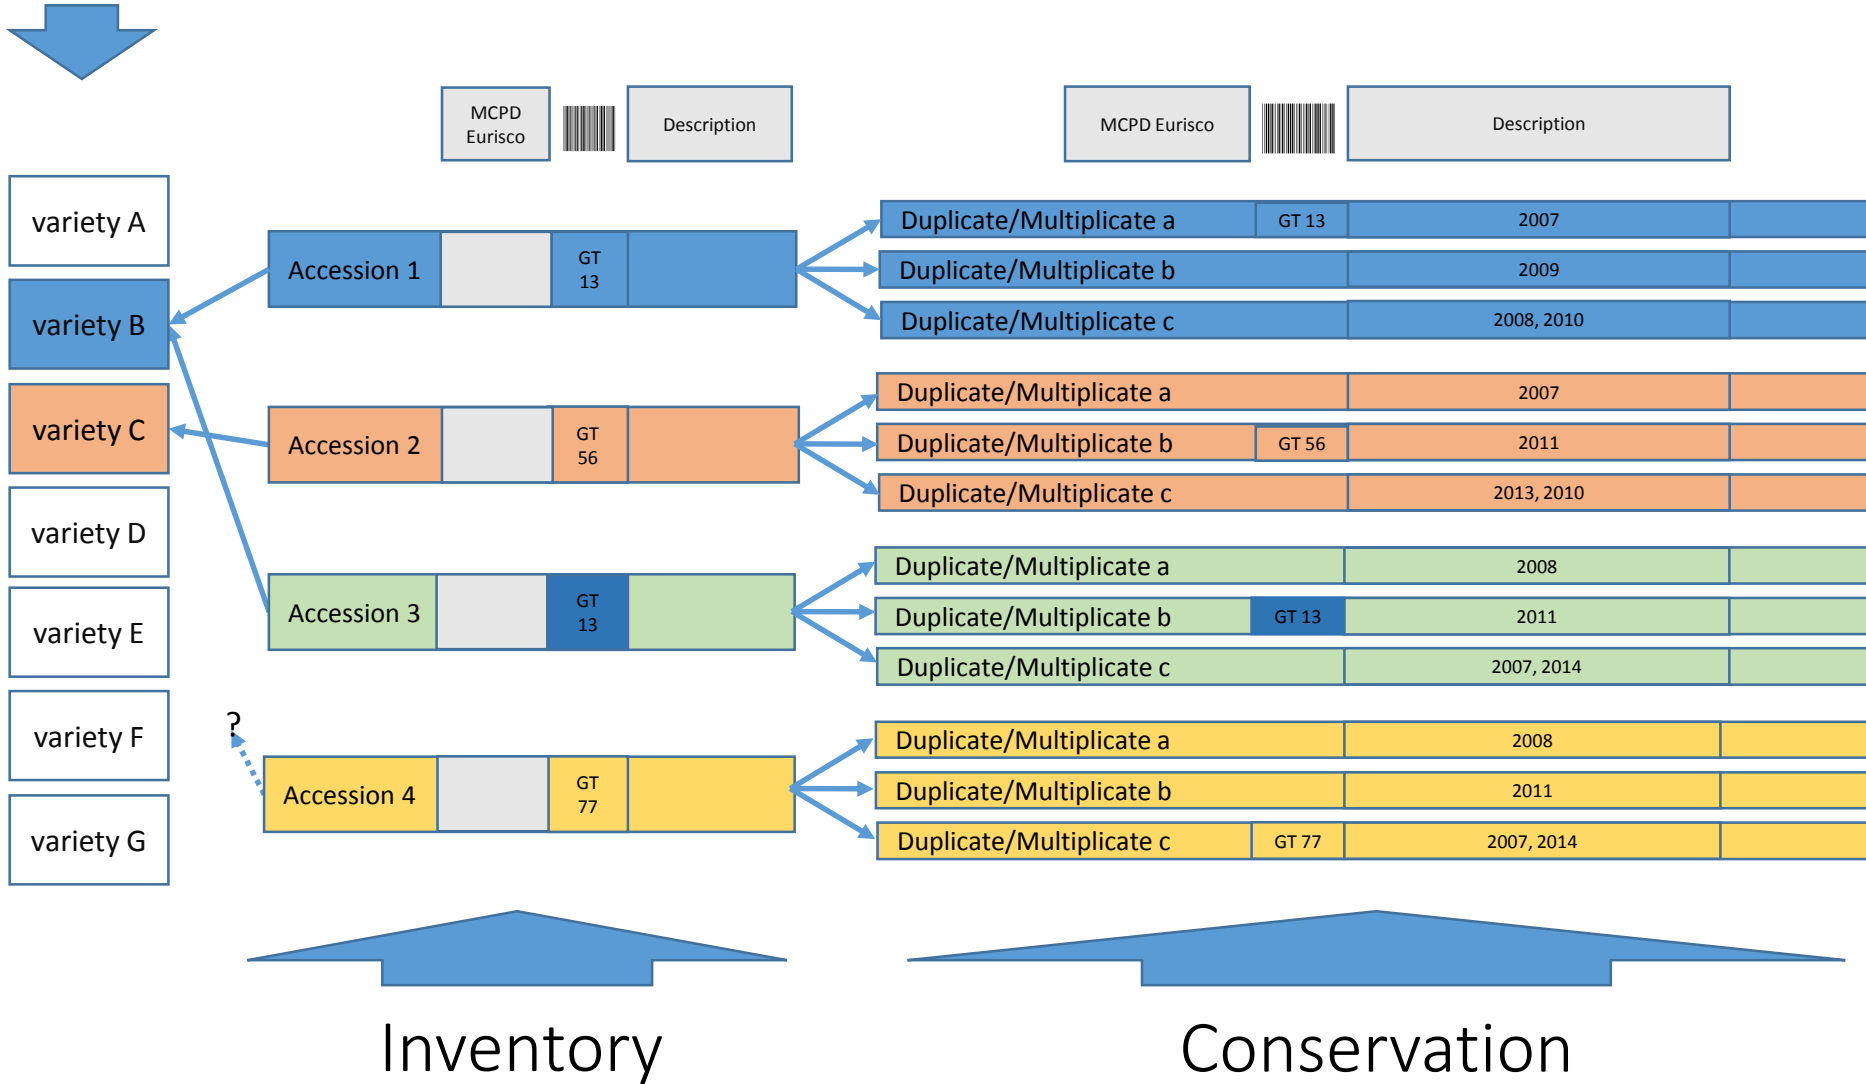 MCPD
Eurisco
Description
MCPD Eurisco
Description
variety A
variety B
variety C
variety D
variety E
variety F
variety G
?
Accession 1
GT
13
Accession 2
GT
56
Accession 3
GT
13
Accession 4
GT
77
Duplicate/Multiplicate a GT 13 2007
Duplicate/Multiplicate b 2009
Duplicate/Multiplicate c 2008, 2010
Duplicate/Multiplicate a 2007
Duplicate/Multiplicate b GT 56 2011
Duplicate/Multiplicate c 2013, 2010
Duplicate/Multiplicate a 2008
Duplicate/Multiplicate b GT 13 2011
Duplicate/Multiplicate c 2007, 2014
Duplicate/Multiplicate a 2008
Duplicate/Multiplicate b 2011
Duplicate/Multiplicate c GT 77 2007, 2014
Inventory
Conservation